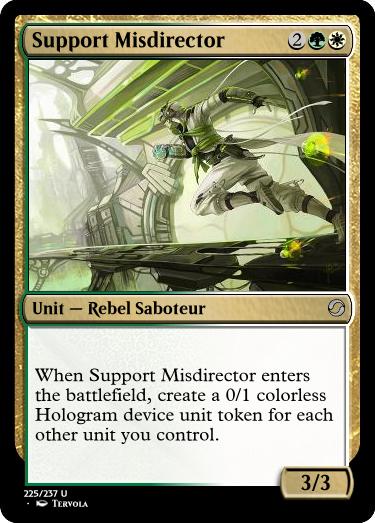 Support Misdirector 2
Unit — Rebel Saboteur
When Support Misdirector enters
the battlefield, create a 0/1 colorless
Hologram device unit token for each
other unit you control.
3/3
225/237 U
· TERVOLA